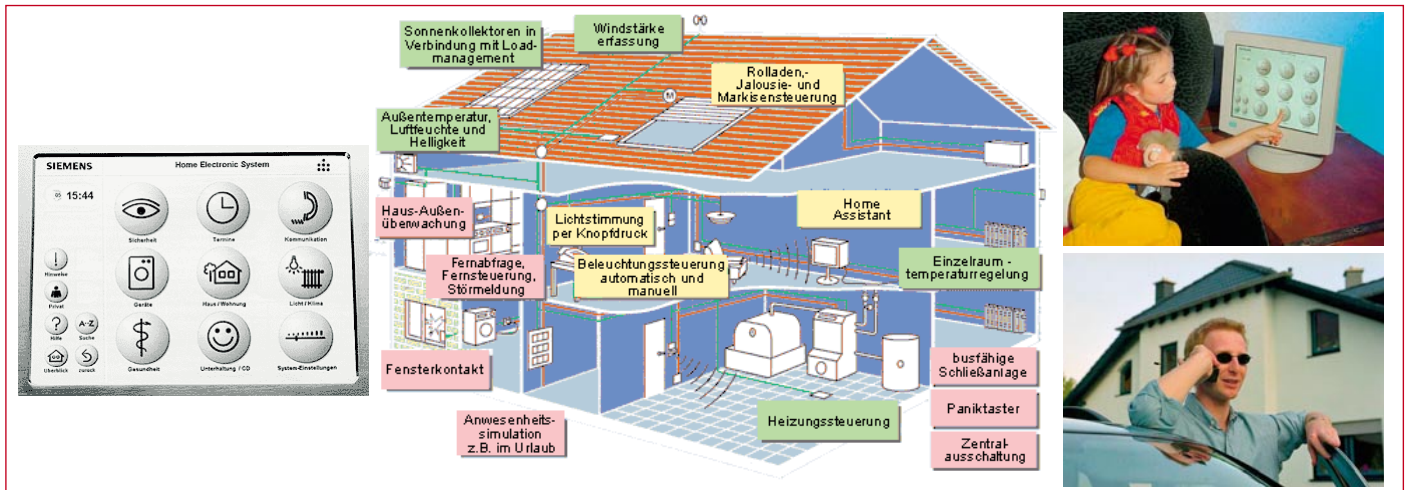 SIEMENS
Home Electronic System
15:44
Sicherheit
Termine
Kommunikation
Hinweise
Geräte
Haus / Wohnung
Licht / Klima
Privat
Hilfe
A-Z
Suche
Überblick
zurück
Gesundheit
Unterhaltung / CD
System-Einstellungen
Sonnenkollektoren in
Verbindung mit Load-
management
Windstärke
erfassung
Rolladen,-
Jalousie- und
Markisensteuerung
M
Außentemperatur,
Luftfeuchte und
Helligkeit
Haus-Außen-
überwachung
Lichtstimmung
per Knopfdruck
Home
Assistant
Fernabfrage,
Fernsteuerung,
Störmeldung
Beleuchtungssteuerung
automatisch und
manuell
Einzelraum -
temperaturregelung
Fensterkontakt
busfähige
Schließanlage
Anwesenheits-
simulation
z.B. im Urlaub
Heizungssteuerung
Paniktaster
Zentral-
ausschaltung